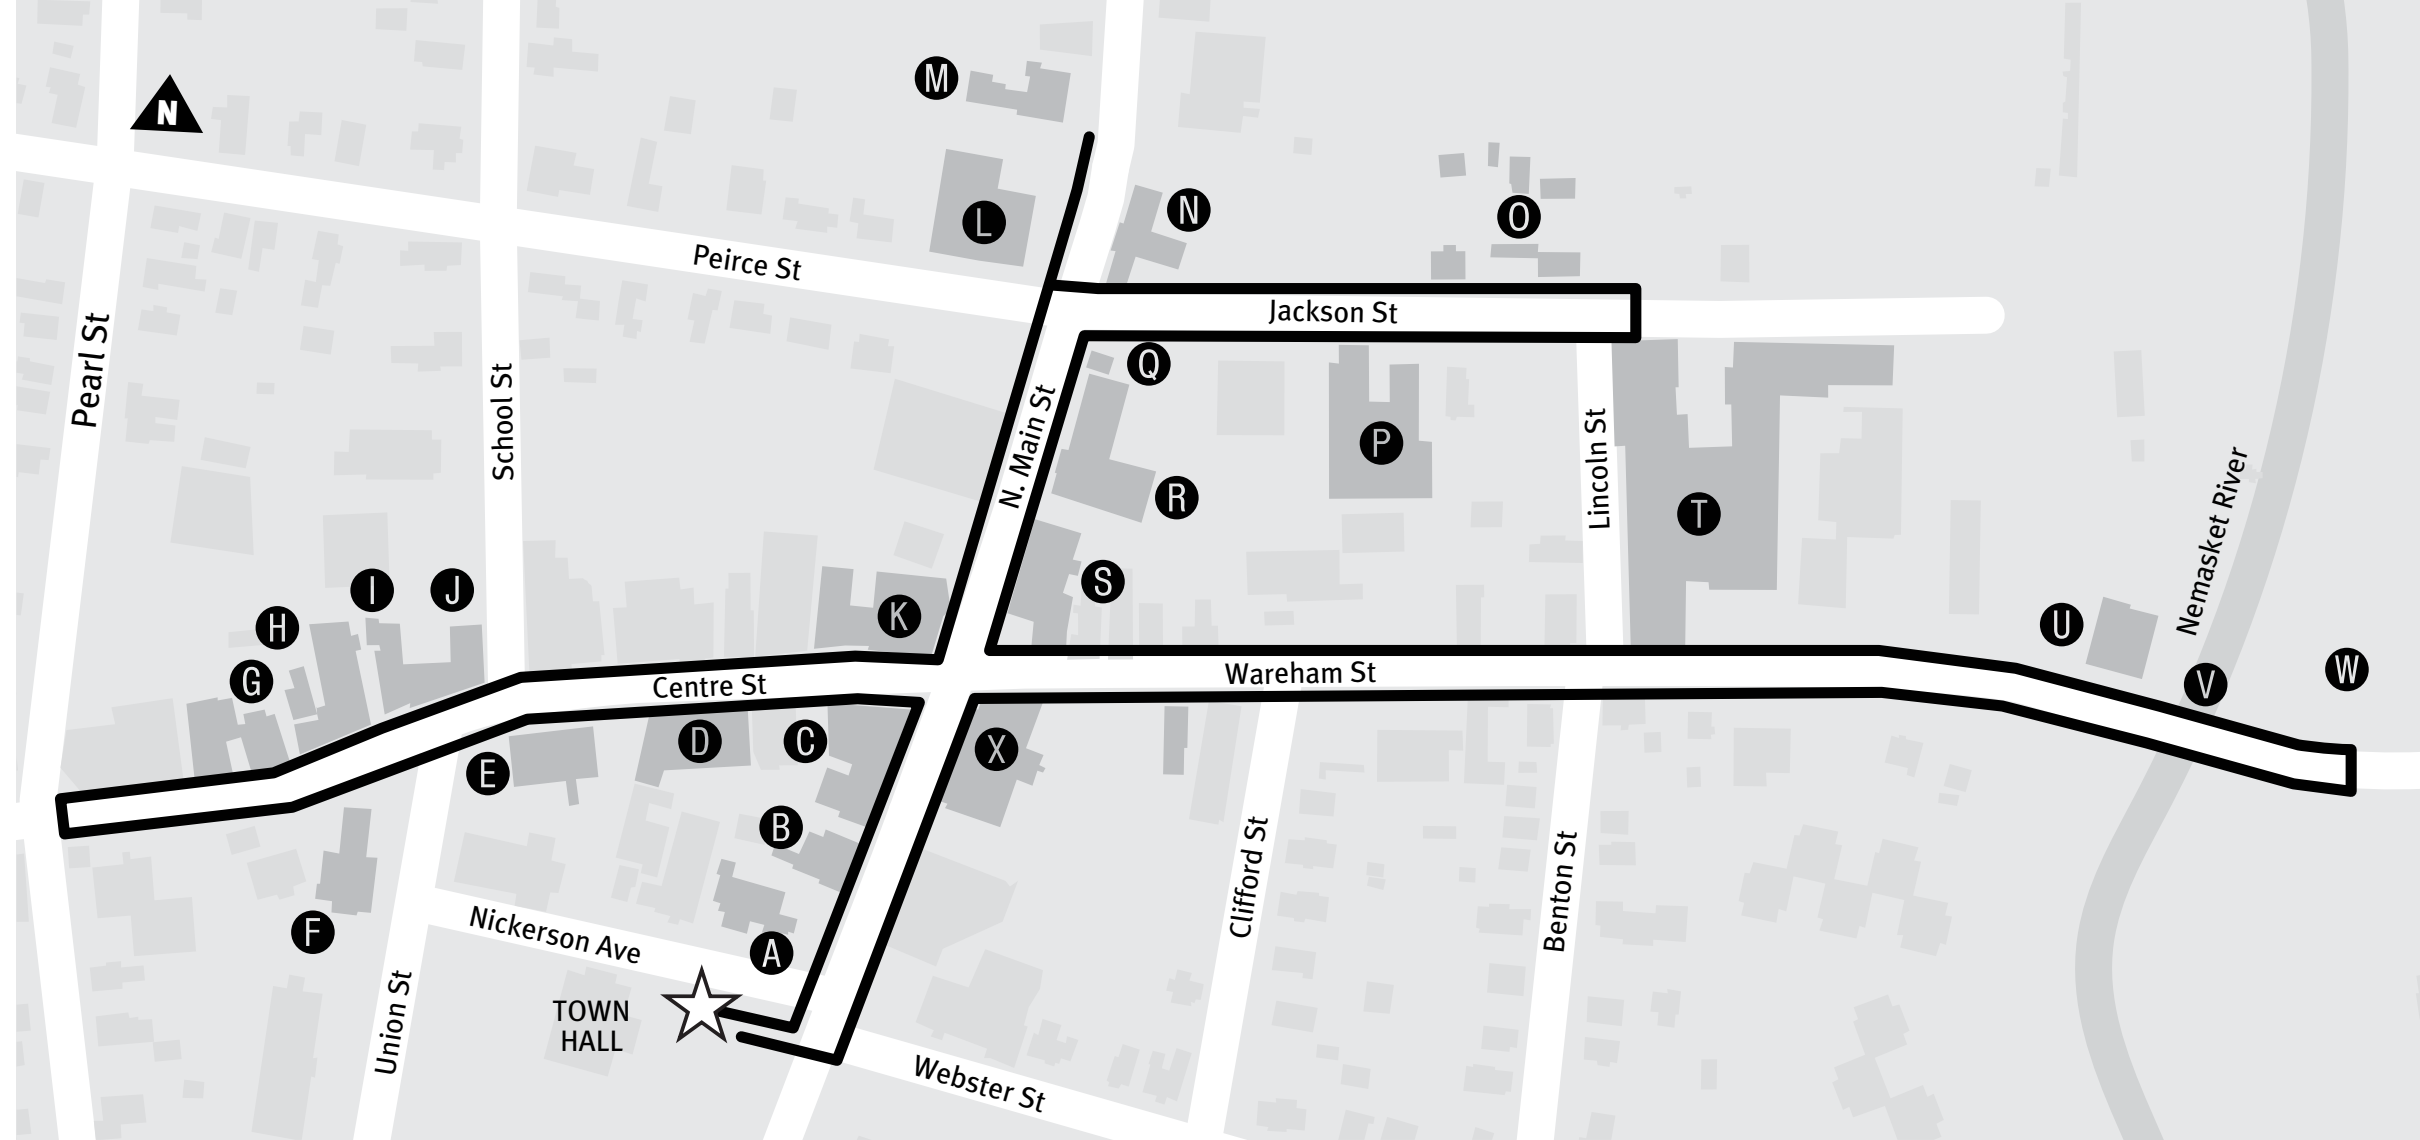 M
N
N
L
O
Peirce St
Jackson St
Pearl St
School St
N. Main St
Q
P
Lincoln St
R
T
Nemasket River
I
J
S
H
K
U
G
Centre St
Wareham St
V
W
E
D
C
X
B
Clifford St
Benton St
F
Nickerson Ave
A
Union St
TOWN
HALL
Webster St